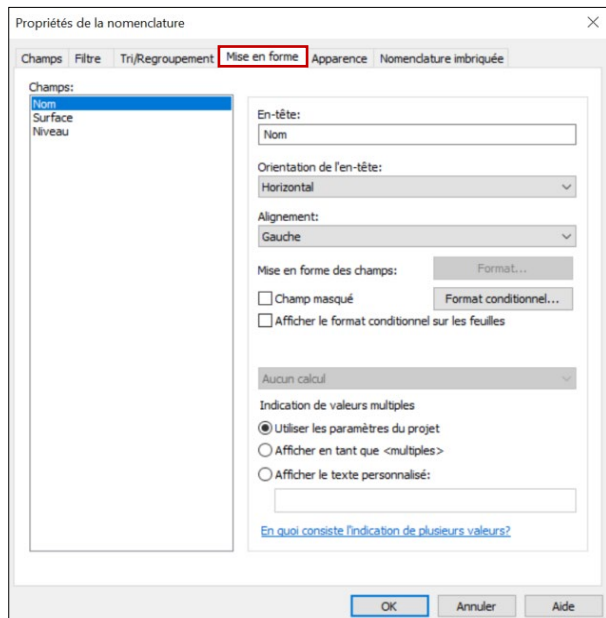 Propriétés de la nomenclature
Champs Filtre Tri/Regroupement Mise en forme Apparence Nomenclature imbriquée
Champs:
Nom
Surface
Niveau
En-tête:
Nom
Orientation de l'en-tête:
Horizontal
Alignement:
Gauche
Mise en forme des champs: Format...
Champ masqué Format conditionnel...
Afficher le format conditionnel sur les feuilles
Aucun calcul
Indication de valeurs multiples
Utiliser les paramètres du projet
Afficher en tant que <multiples>
Afficher le texte personnalisé:
En quoi consiste l'indication de plusieurs valeurs?
OK Annuler Aide